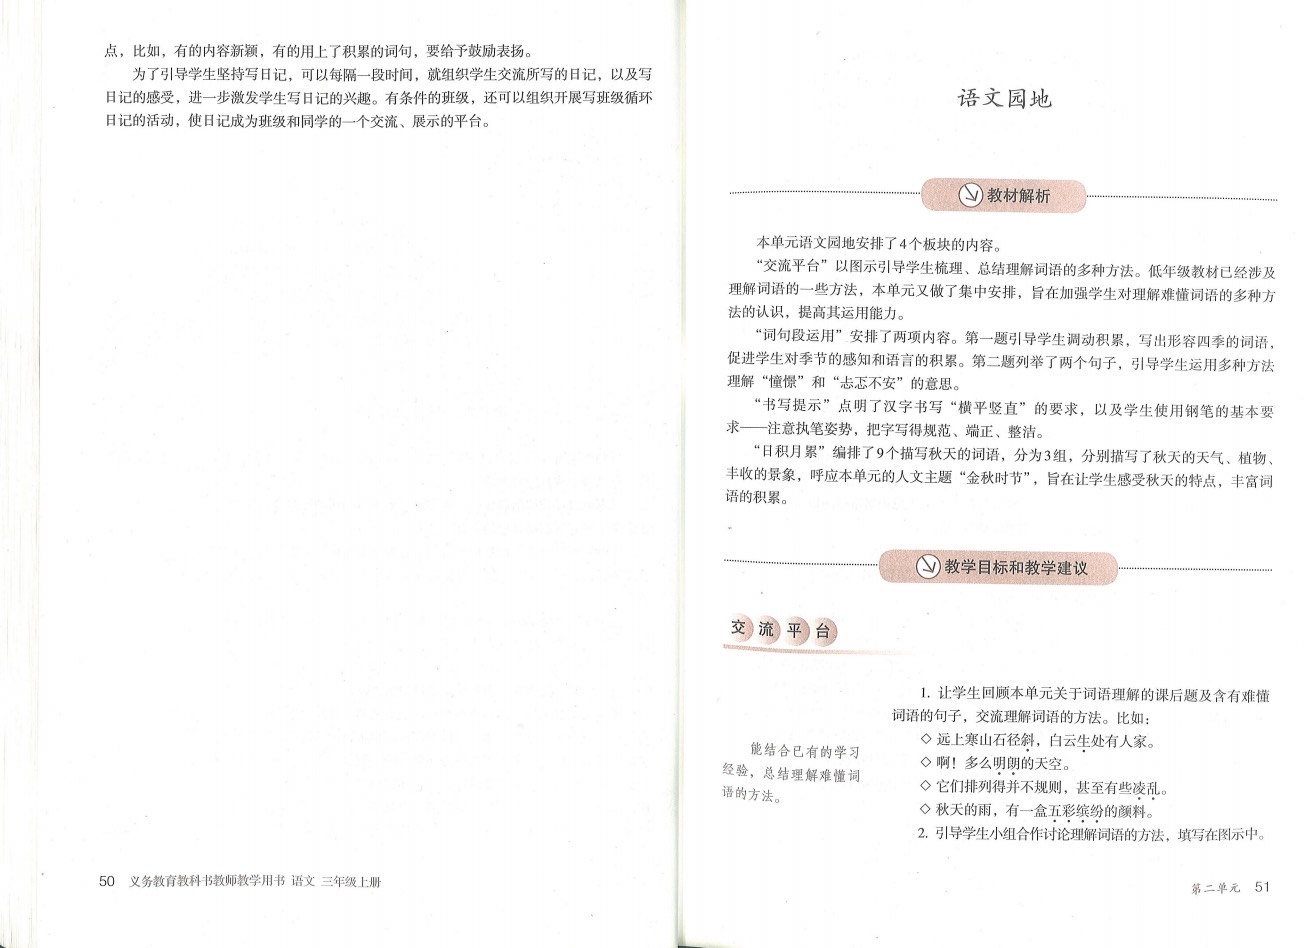 点，比如，有的内容新颖，有的用上了积累的词句，要给予鼓励表扬。
为了引导学生坚持写日记，可以每隔一段时间，就组织学生交流所写的日记，以及写
日记的感受，进一步激发学生写日记的兴趣。有条件的班级，还可以组织开展写班级循环
日记的活动，使日记成为班级和同学的一个交流、展示的平台。
50 义务教育教科书教师教学用书 语文 三年级上册
语文园地
教材解析
本单元语文园地安排了4个板块的内容。
“交流平台”以图示引导学生梳理、总结理解词语的多种方法。低年级教材已经涉及
理解词语的一些方法，本单元又做了集中安排，旨在加强学生对理解难懂词语的多种方
法的认识，提高其运用能力。
“词句段运用”安排了两项内容。第一题引导学生调动积累，写出形容四季的词语，
促进学生对季节的感知和语言的积累。第二题列举了两个句子，引导学生运用多种方法
理解“憧憬”和“忐忑不安”的意思。
“书写提示”点明了汉字书写“横平竖直”的要求，以及学生使用钢笔的基本要
求——注意执笔姿势，把字写得规范、端正、整洁。
“日积月累”编排了9个描写秋天的词语，分为3组，分别描写了秋天的天气、植物、
丰收的景象，呼应本单元的人文主题“金秋时节”，旨在让学生感受秋天的特点，丰富词
语的积累。
教学目标和教学建议
交流平台
能结合已有的学习
经验，总结理解难懂词
语的方法。
1. 让学生回顾本单元关于词语理解的课后题及含有难懂
词语的句子，交流理解词语的方法。比如：
◇ 远上寒山石径斜，白云生处有人家。
◇ 啊！多么明朗的天空。
◇ 它们排列得并不规则，甚至有些凌乱。
◇ 秋天的雨，有一盒五彩缤纷的颜料。
2. 引导学生小组合作讨论理解词语的方法，填写在图示中。
第二单元 51